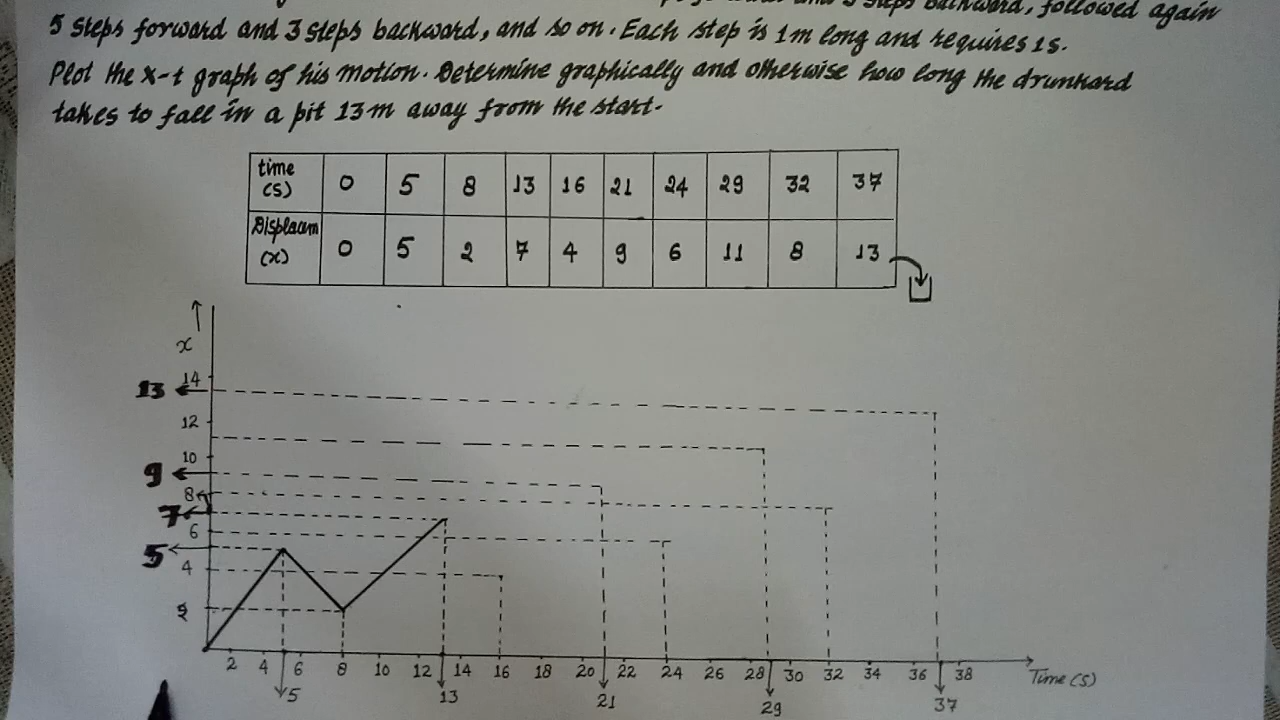 steps backward, followed again
5 steps forward and 3 steps backward, and so on. Each step is 1m long and requires 1s.
Plot the x-t graph of his motion. Determine graphically and otherwise how long the drunkard
takes to fall in a pit 13m away from the start.
time (s) 0 5 8 13 16 21 24 29 32 37
Displacm (x) 0 5 2 7 4 9 6 11 8 13
x
14
13
12
10
9
8
7
6
5
4
2
2 4 6 8 10 12 14 16 18 20 22 24 26 28 30 32 34 36 38 Time (s)
5 13 21 29 37